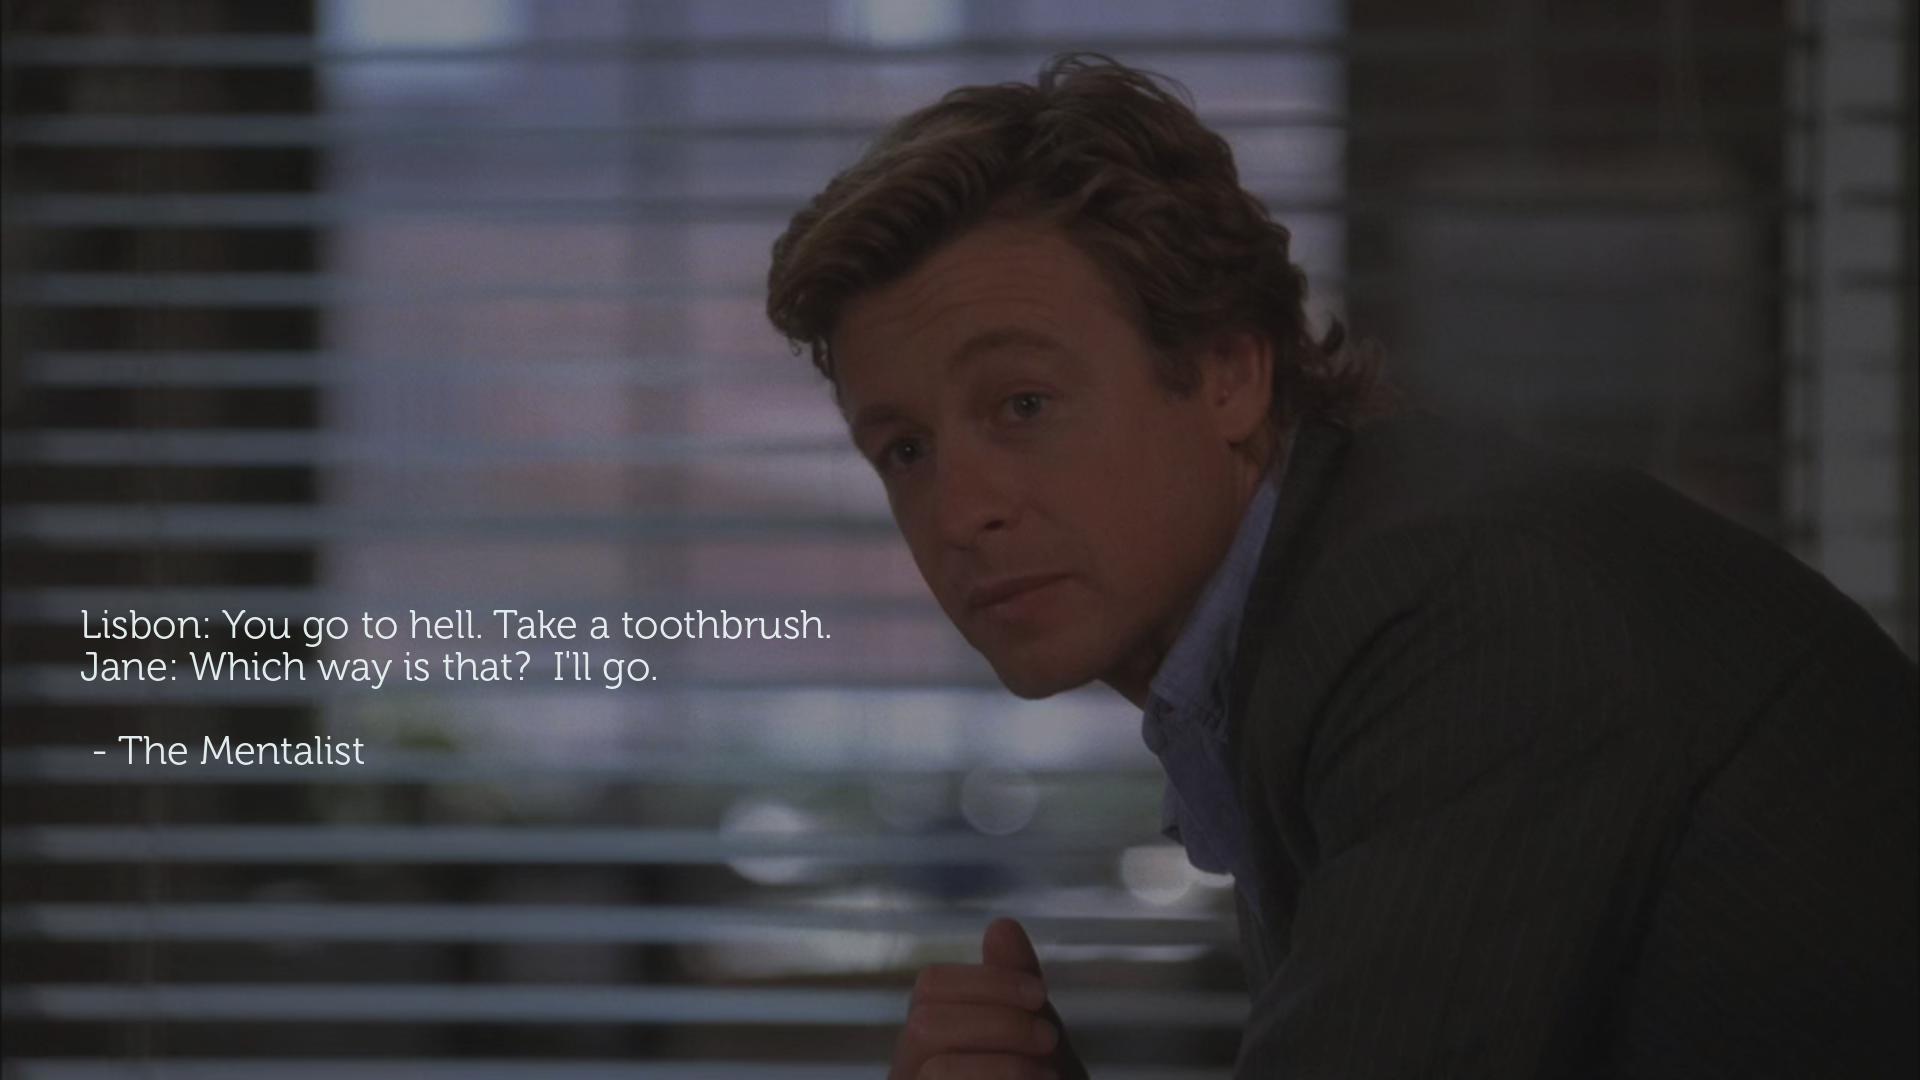 Lisbon: You go to hell. Take a toothbrush.
Jane: Which way is that?  I'll go.
- The Mentalist